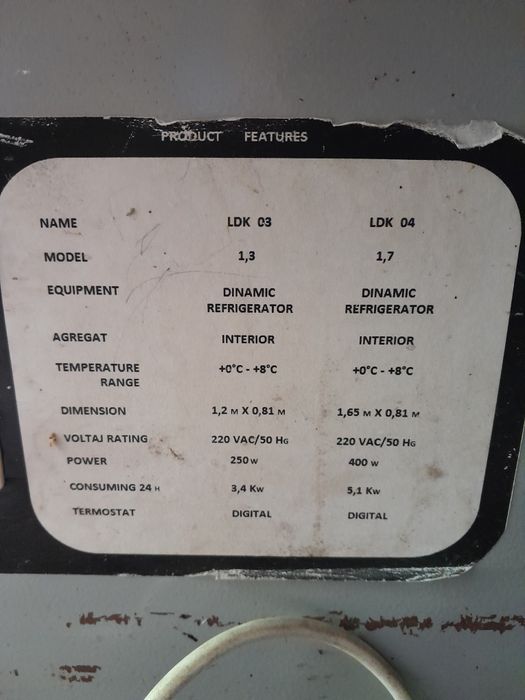 PRODUCT FEATURES
NAME LDK 03 LDK 04
MODEL 1,3 1,7
EQUIPMENT DINAMIC REFRIGERATOR DINAMIC REFRIGERATOR
AGREGAT INTERIOR INTERIOR
TEMPERATURE RANGE +0°C - +8°C +0°C - +8°C
DIMENSION 1,2 M X 0,81 M 1,65 M X 0,81 M
VOLTAJ RATING 220 VAC/50 HG 220 VAC/50 HG
POWER 250 W 400 W
CONSUMING 24 H 3,4 KW 5,1 KW
TERMOSTAT DIGITAL DIGITAL